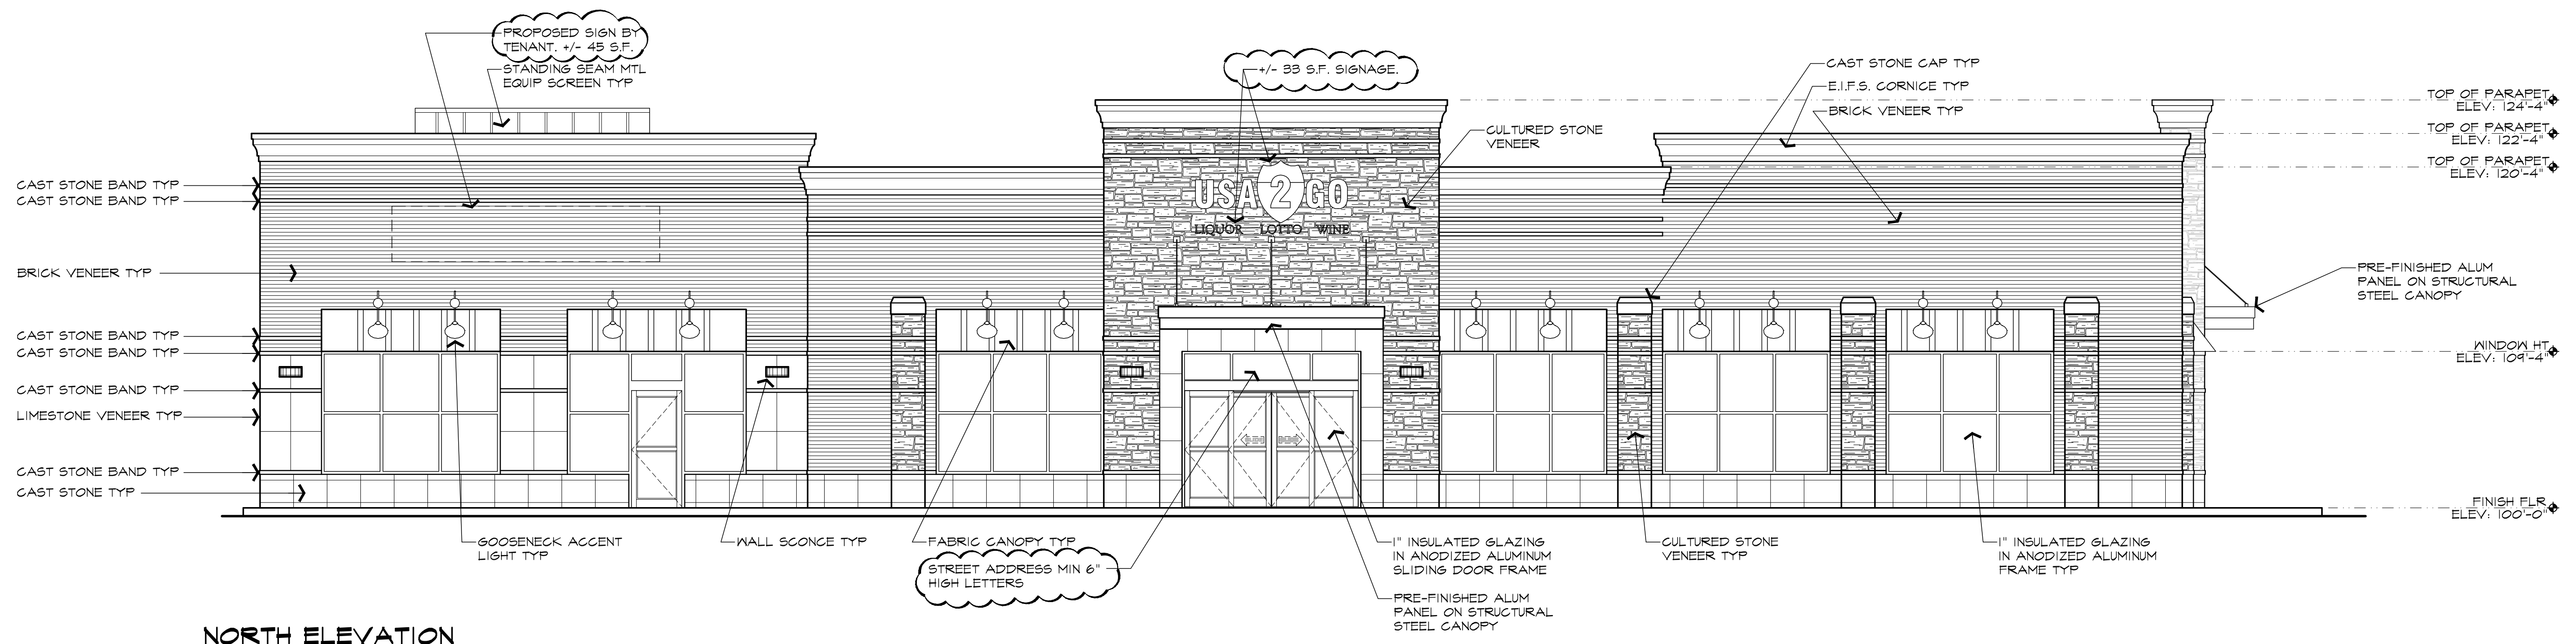 PROPOSED SIGN BY
TENANT. +/- 45 S.F.
STANDING SEAM MTL
EQUIP SCREEN TYP
+/- 33 S.F. SIGNAGE.
CAST STONE CAP TYP
E.I.F.S. CORNICE TYP
BRICK VENEER TYP
CULTURED STONE
VENEER
TOP OF PARAPET
ELEV: 124'-4"
TOP OF PARAPET
ELEV: 122'-4"
TOP OF PARAPET
ELEV: 120'-4"
CAST STONE BAND TYP
CAST STONE BAND TYP
USA 2 GO
LIQUOR LOTTO WINE
BRICK VENEER TYP
PRE-FINISHED ALUM
PANEL ON STRUCTURAL
STEEL CANOPY
CAST STONE BAND TYP
CAST STONE BAND TYP
WINDOW HT
ELEV: 109'-4"
CAST STONE BAND TYP
LIMESTONE VENEER TYP
CAST STONE BAND TYP
CAST STONE TYP
FINISH FLR
ELEV: 100'-0"
GOOSENECK ACCENT
LIGHT TYP
WALL SCONCE TYP
FABRIC CANOPY TYP
STREET ADDRESS MIN 6"
HIGH LETTERS
1" INSULATED GLAZING
IN ANODIZED ALUMINUM
SLIDING DOOR FRAME
PRE-FINISHED ALUM
PANEL ON STRUCTURAL
STEEL CANOPY
CULTURED STONE
VENEER TYP
1" INSULATED GLAZING
IN ANODIZED ALUMINUM
FRAME TYP
NORTH ELEVATION